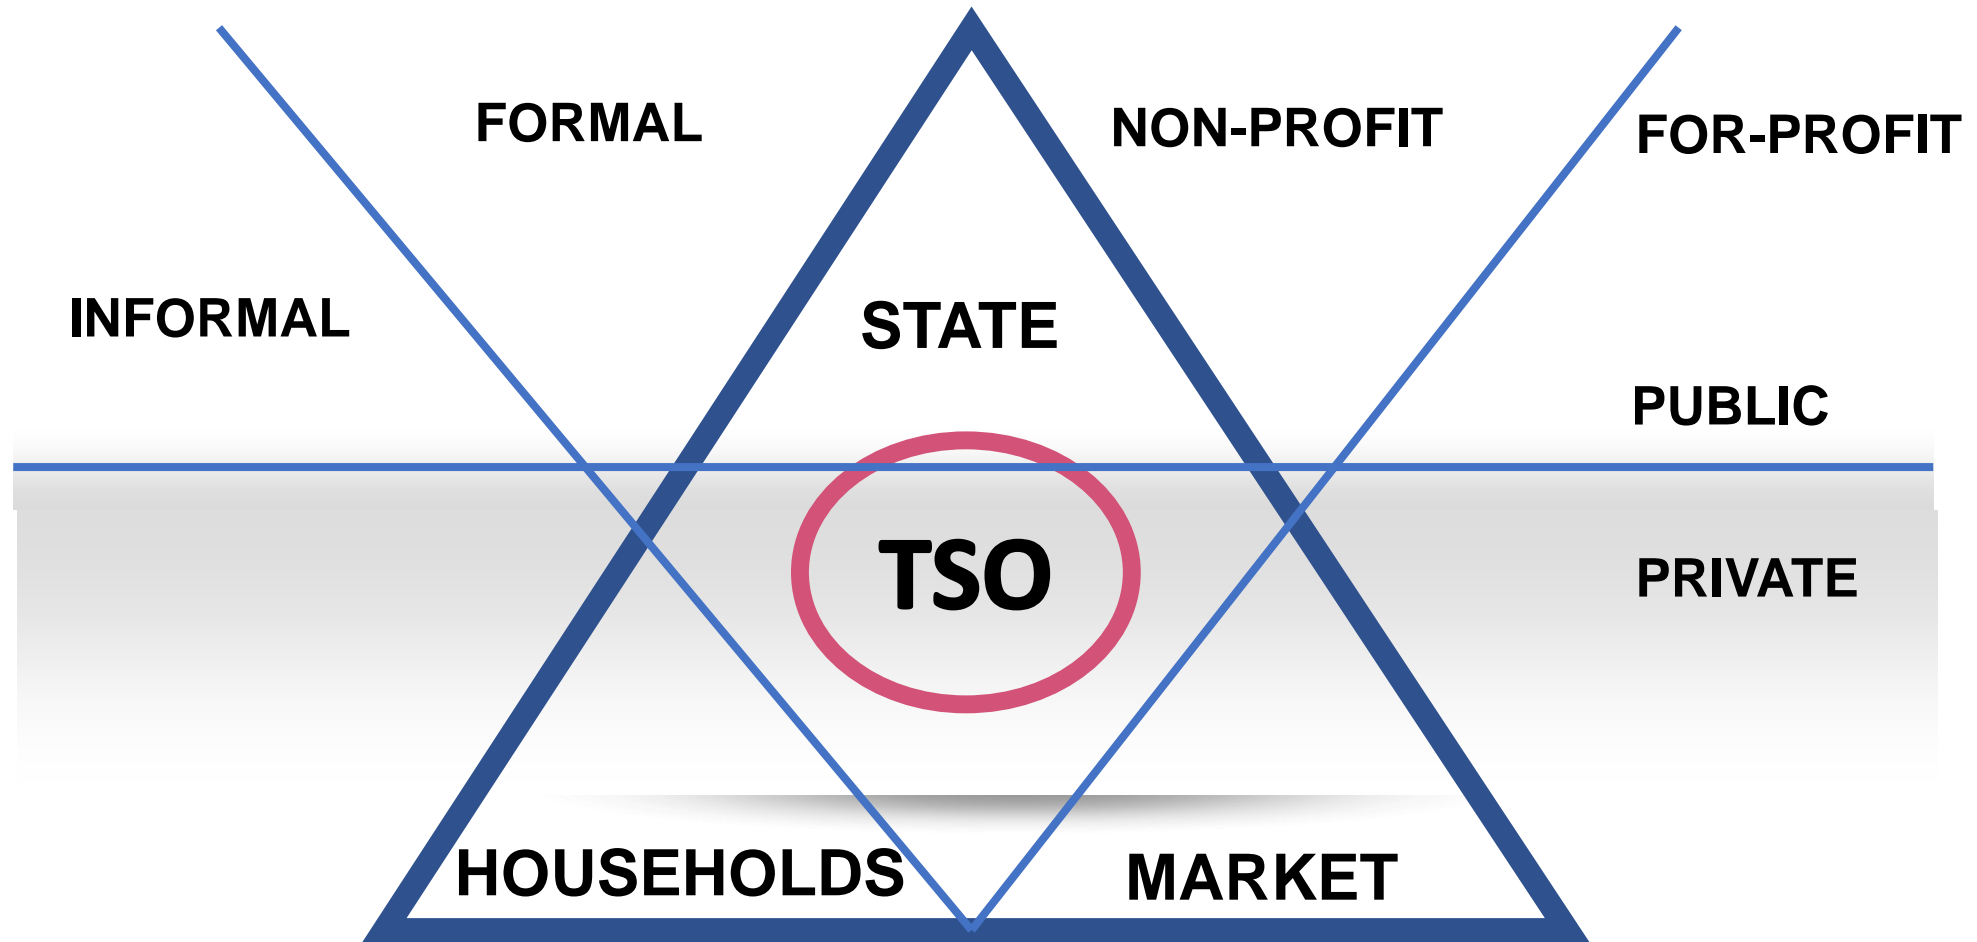 FORMAL
NON-PROFIT
FOR-PROFIT
INFORMAL
STATE
PUBLIC
TSO
PRIVATE
HOUSEHOLDS
MARKET